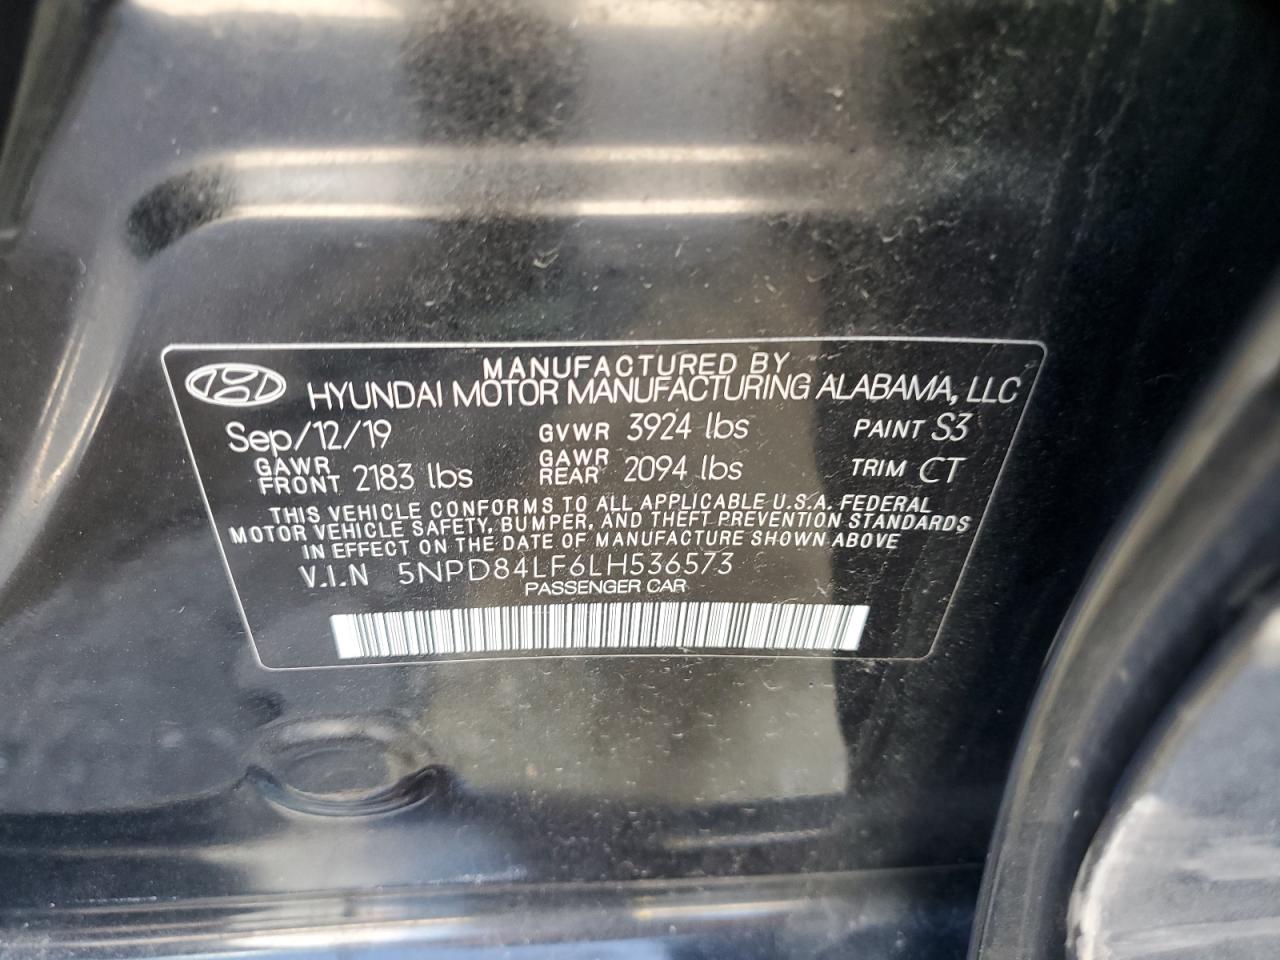 MANUFACTURED BY
HYUNDAI MOTOR MANUFACTURING ALABAMA, LLC
Sep/12/19 GVWR 3924 lbs PAINT S3
GAWR FRONT 2183 lbs GAWR REAR 2094 lbs TRIM CT
THIS VEHICLE CONFORMS TO ALL APPLICABLE U.S.A. FEDERAL
MOTOR VEHICLE SAFETY, BUMPER, AND THEFT PREVENTION STANDARDS
IN EFFECT ON THE DATE OF MANUFACTURE SHOWN ABOVE
V.I.N 5NPD84LF6LH536573
PASSENGER CAR